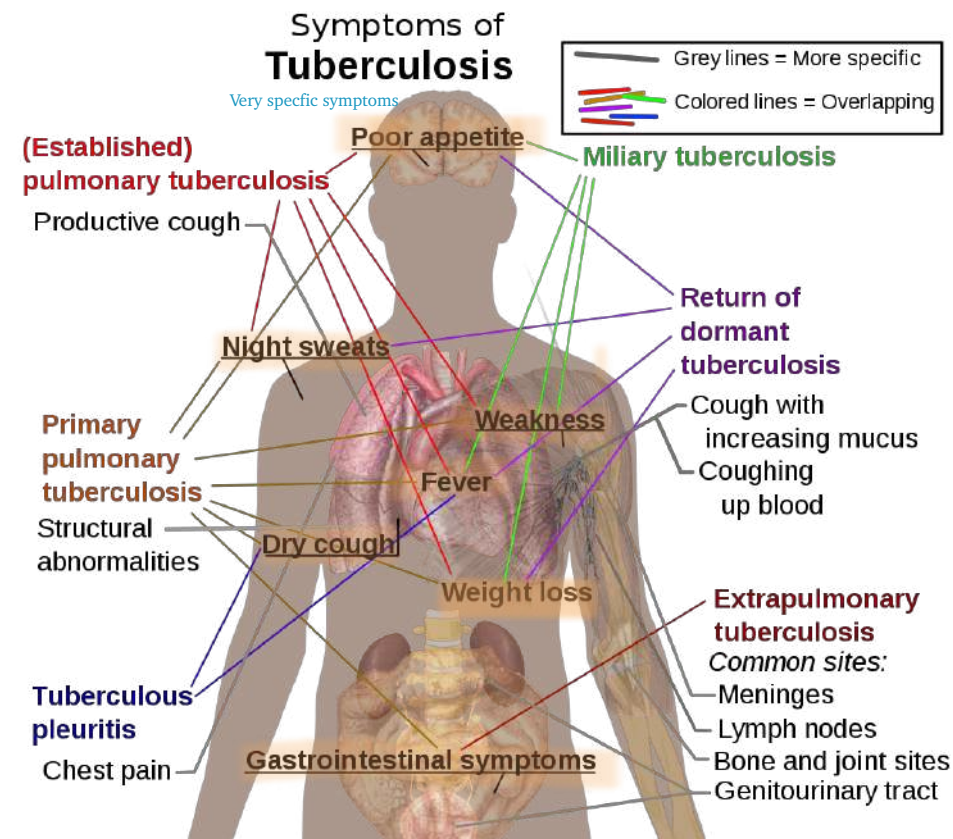 Symptoms of
Tuberculosis
Very specfic symptoms
Grey lines = More specific
Colored lines = Overlapping
Poor appetite
(Established)
pulmonary tuberculosis
Productive cough
Miliary tuberculosis
Return of
dormant
tuberculosis
Night sweats
Cough with
increasing mucus
Coughing
up blood
Weakness
Primary
pulmonary
tuberculosis
Fever
Structural
abnormalities
Dry cough
Weight loss
Extrapulmonary
tuberculosis
Common sites:
Meninges
Lymph nodes
Bone and joint sites
Genitourinary tract
Tuberculous
pleuritis
Chest pain
Gastrointestinal symptoms